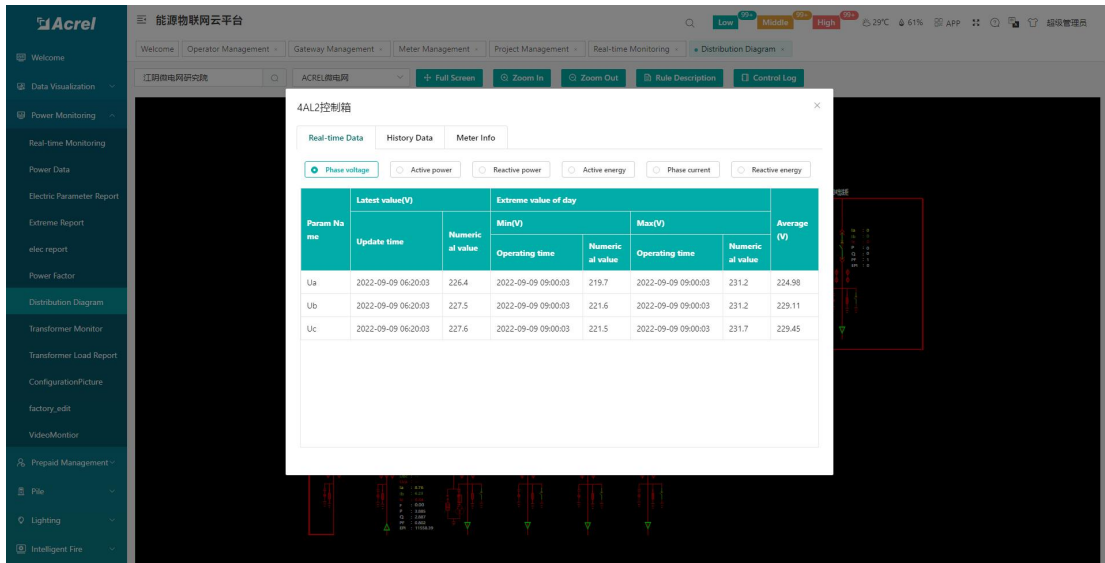 Acrel
能源物联网云平台
Low 99+ Middle 99+ High 99+ 29℃ 61% APP 超级管理员
Welcome Operator Management Gateway Management Meter Management Project Management Real-time Monitoring Distribution Diagram
江阴微电网研究院 ACREL微电网 Full Screen Zoom In Zoom Out Rule Description Control Log
Welcome
Data Visualization
Power Monitoring
Real-time Monitoring
Power Data
Electric Parameter Report
Extreme Report
elec report
Power Factor
Distribution Diagram
Transformer Monitor
Transformer Load Report
ConfigurationPicture
factory_edit
VideoMontior
Prepaid Management
Pile
Lighting
Intelligent Fire
4AL2控制箱
Real-time Data History Data Meter Info
Phase voltage Active power Reactive power Active energy Phase current Reactive energy
Param Na
me
Latest value(V) Extreme value of day Average
(V)
Update time Numeric
al value
Min(V) Max(V)
Operating time Numeric
al value Operating time Numeric
al value
Ua 2022-09-09 06:20:03 226.4 2022-09-09 09:00:03 219.7 2022-09-09 09:00:03 231.2 224.98
Ub 2022-09-09 06:20:03 227.5 2022-09-09 09:00:03 221.6 2022-09-09 09:00:03 231.2 229.11
Uc 2022-09-09 06:20:03 227.6 2022-09-09 09:00:03 221.5 2022-09-09 09:00:03 231.7 229.45